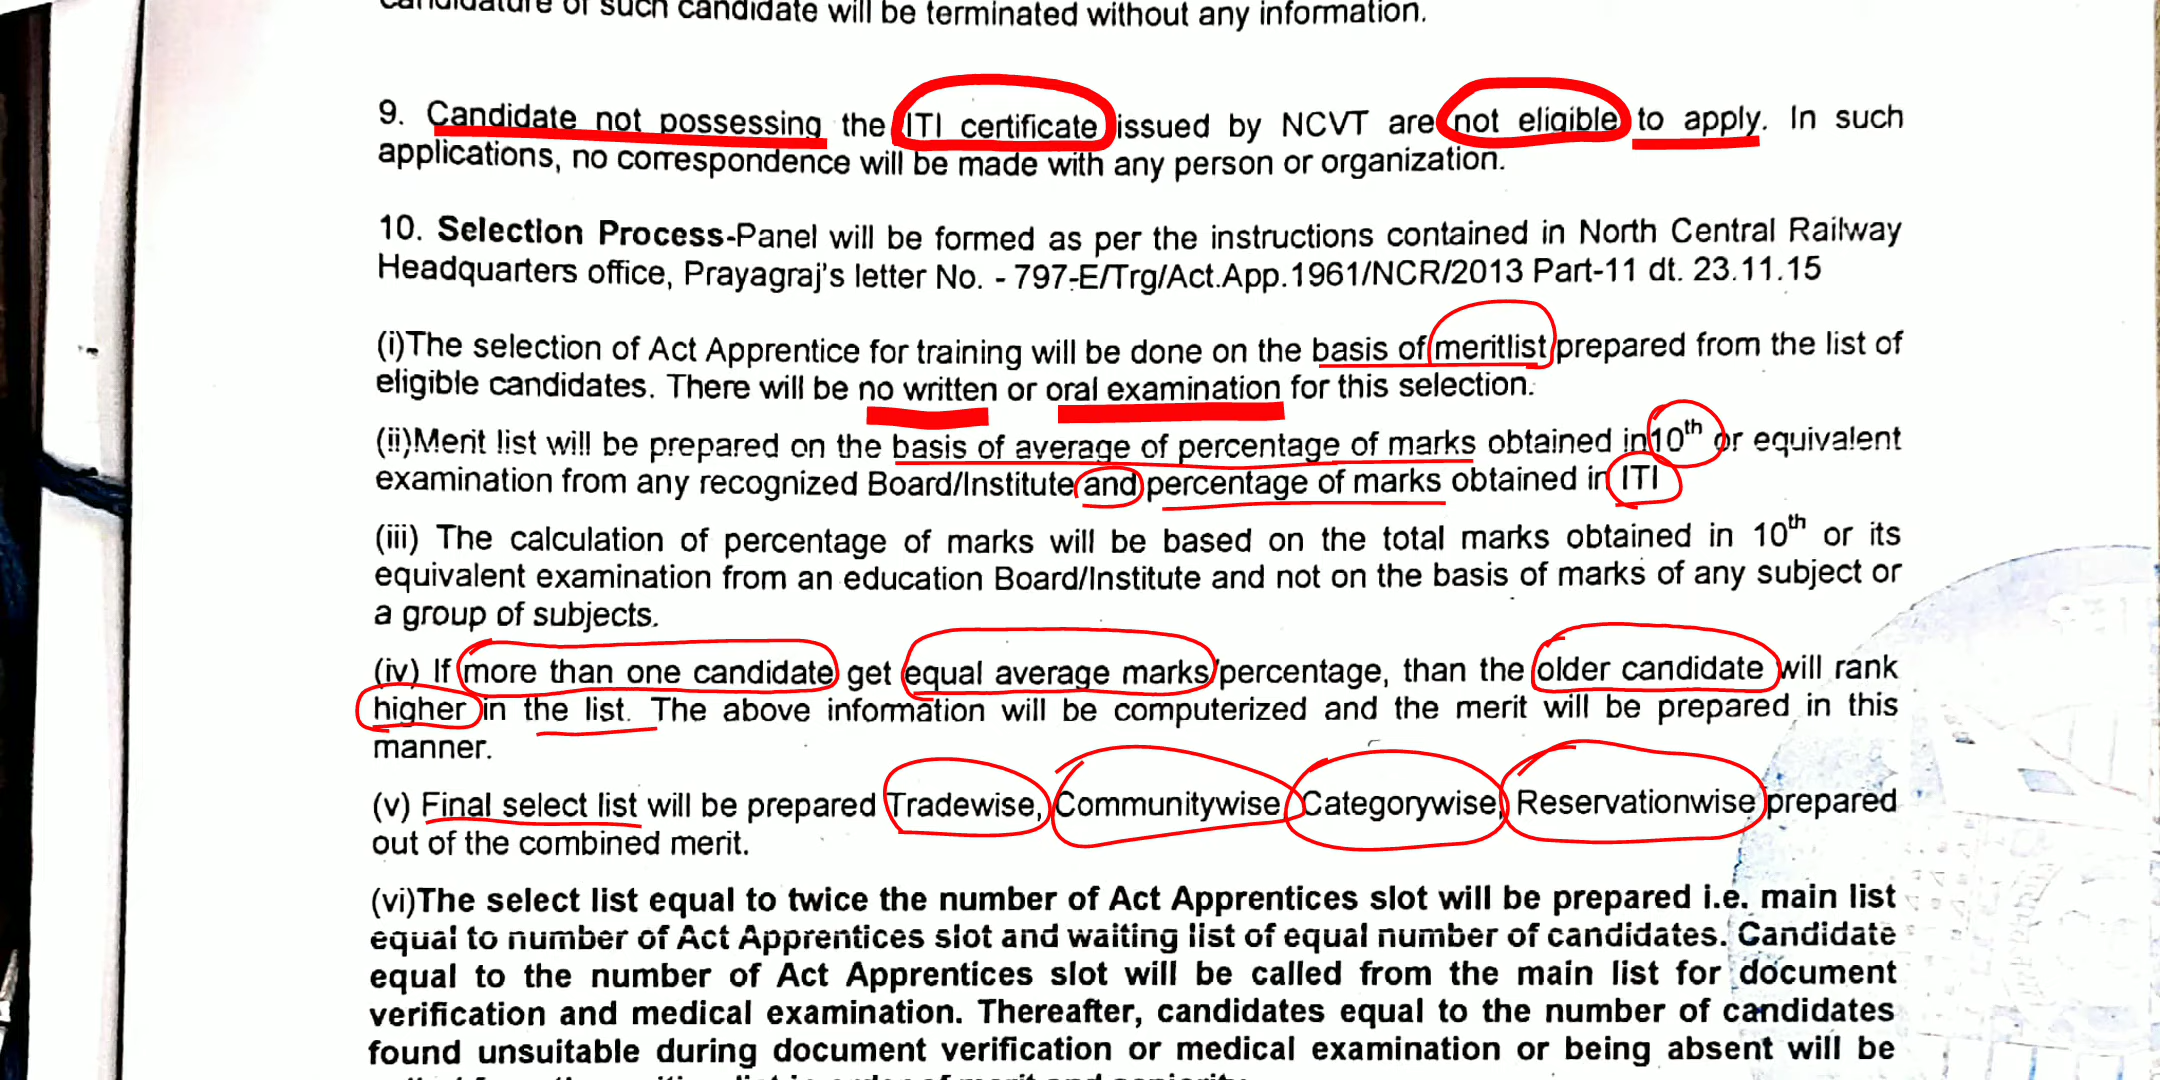 candidature of such candidate will be terminated without any information.
9. Candidate not possessing the ITI certificate issued by NCVT are not eligible to apply. In such
applications, no correspondence will be made with any person or organization.
10. Selection Process-Panel will be formed as per the instructions contained in North Central Railway
Headquarters office, Prayagraj's letter No. - 797-E/Trg/Act.App.1961/NCR/2013 Part-11 dt. 23.11.15
(i)The selection of Act Apprentice for training will be done on the basis of meritlist prepared from the list of
eligible candidates. There will be no written or oral examination for this selection.
(ii)Merit list will be prepared on the basis of average of percentage of marks obtained in 10th or equivalent
examination from any recognized Board/Institute and percentage of marks obtained in ITI
(iii) The calculation of percentage of marks will be based on the total marks obtained in 10th or its
equivalent examination from an education Board/Institute and not on the basis of marks of any subject or
a group of subjects.
(iv) If more than one candidate get equal average marks/percentage, than the older candidate will rank
higher in the list. The above information will be computerized and the merit will be prepared in this
manner.
(v) Final select list will be prepared Tradewise, Communitywise Categorywise, Reservationwise prepared
out of the combined merit.
(vi)The select list equal to twice the number of Act Apprentices slot will be prepared i.e. main list
equal to number of Act Apprentices slot and waiting list of equal number of candidates. Candidate
equal to the number of Act Apprentices slot will be called from the main list for document
verification and medical examination. Thereafter, candidates equal to the number of candidates
found unsuitable during document verification or medical examination or being absent will be